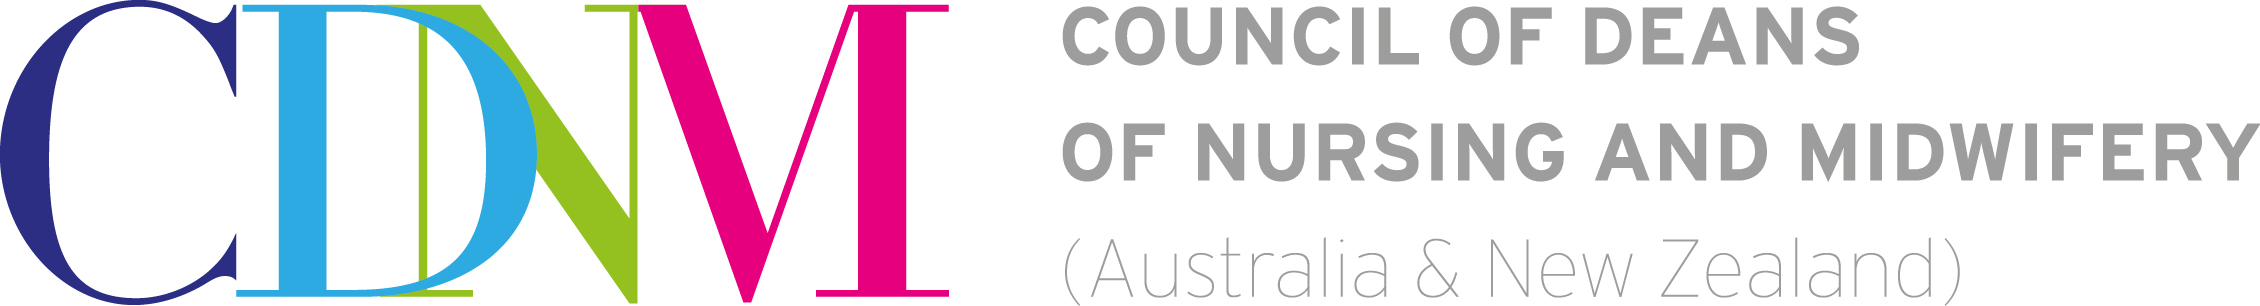 CDNM
COUNCIL OF DEANS
OF NURSING AND MIDWIFERY
(Australia & New Zealand)